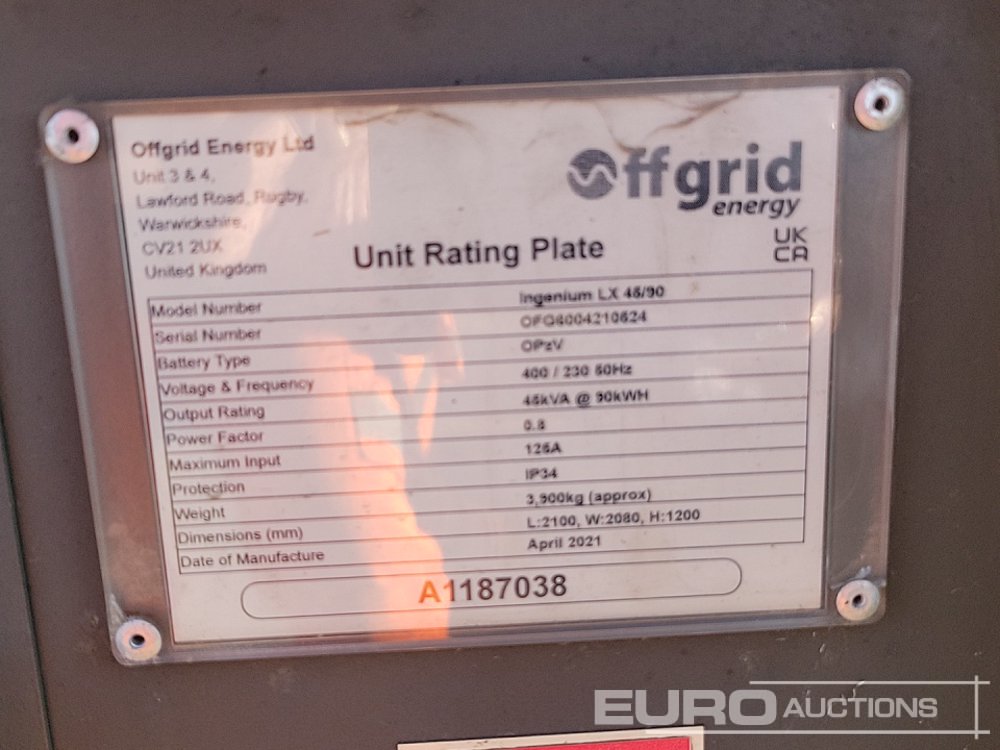 Offgrid Energy Ltd
Unit 3 & 4,
Lawford Road, Rugby,
Warwickshire,
CV21 2UX
United Kingdom
Offgrid
energy
UK
CA
Unit Rating Plate
Model Number Ingenium LX 45/90
Serial Number
Battery Type OPzV
Voltage & Frequency 400 / 230 50Hz
Output Rating 45kVA @ 90kWH
Power Factor 0.8
Maximum Input 125A
Protection IP34
Weight 3,900kg (approx)
Dimensions (mm) L:2100, W:2080, H:1200
Date of Manufacture April 2021
A1187038
EURO AUCTIONS